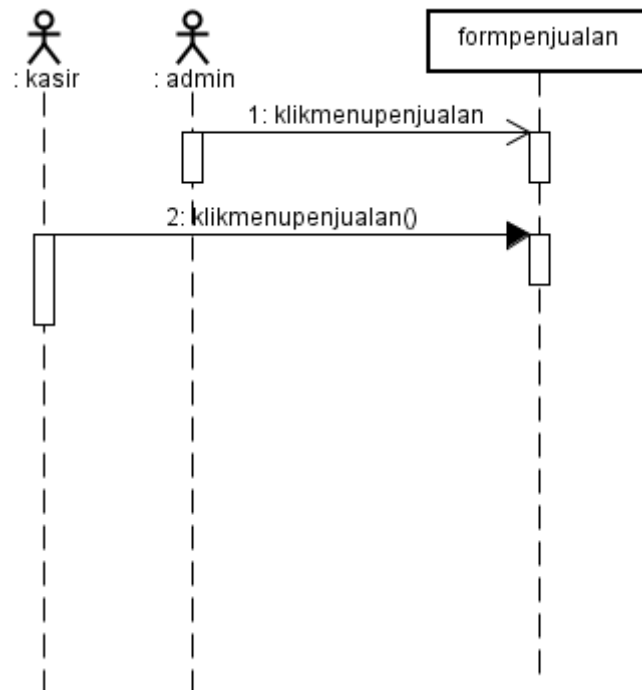 : kasir
: admin
formpenjualan
1: klikmenupenjualan
2: klikmenupenjualan()